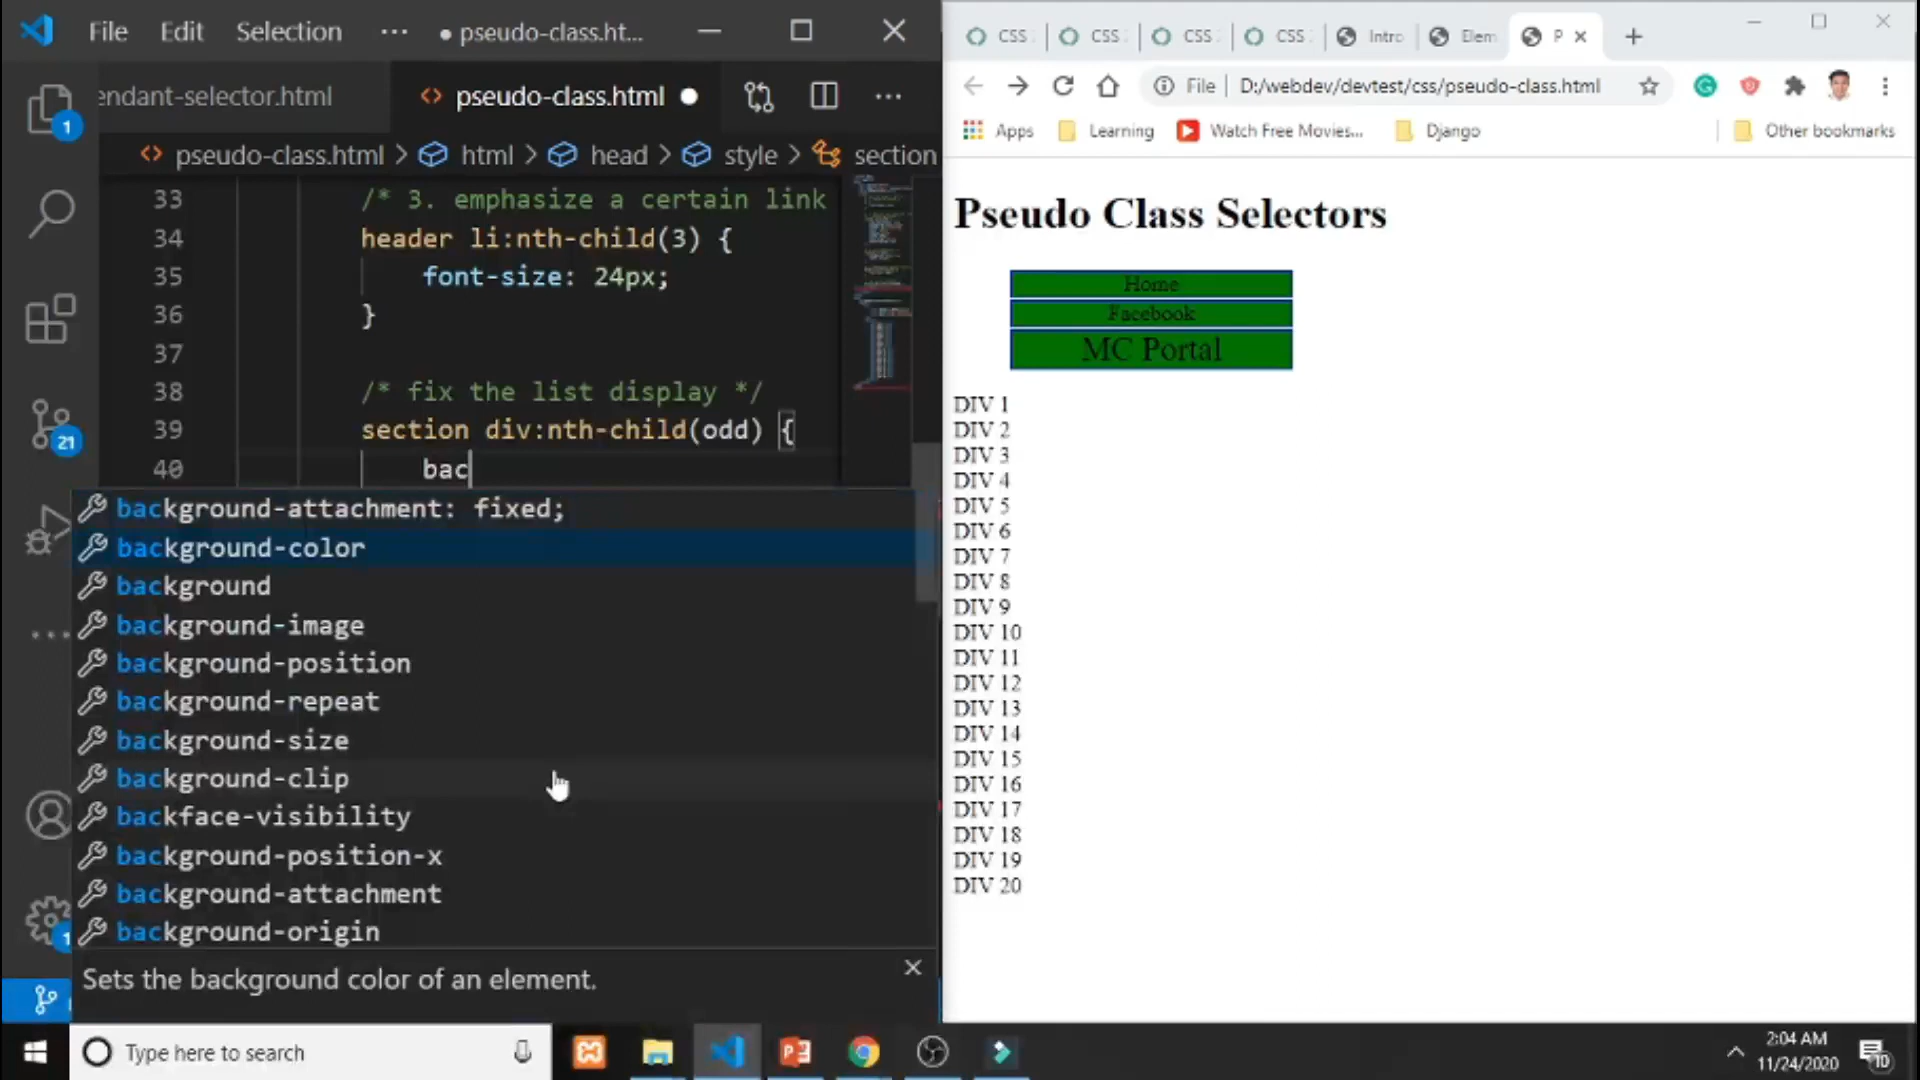 File Edit Selection ··· ● pseudo-class.ht...
endant-selector.html <> pseudo-class.html ● ···
<> pseudo-class.html > html > head > style > section
33 /* 3. emphasize a certain link
34 header li:nth-child(3) {
35 font-size: 24px;
36 }
37
38 /* fix the list display */
39 section div:nth-child(odd) {
40 bac
background-attachment: fixed;
background-color
background
background-image
background-position
background-repeat
background-size
background-clip
backface-visibility
background-position-x
background-attachment
background-origin
Sets the background color of an element.
1
21
1
CSS CSS CSS CSS Intro Elem P
File D:/webdev/devtest/css/pseudo-class.html
Apps Learning Watch Free Movies... Django Other bookmarks
Pseudo Class Selectors
Home
Facebook
MC Portal
DIV 1
DIV 2
DIV 3
DIV 4
DIV 5
DIV 6
DIV 7
DIV 8
DIV 9
DIV 10
DIV 11
DIV 12
DIV 13
DIV 14
DIV 15
DIV 16
DIV 17
DIV 18
DIV 19
DIV 20
Type here to search
2:04 AM
11/24/2020
10